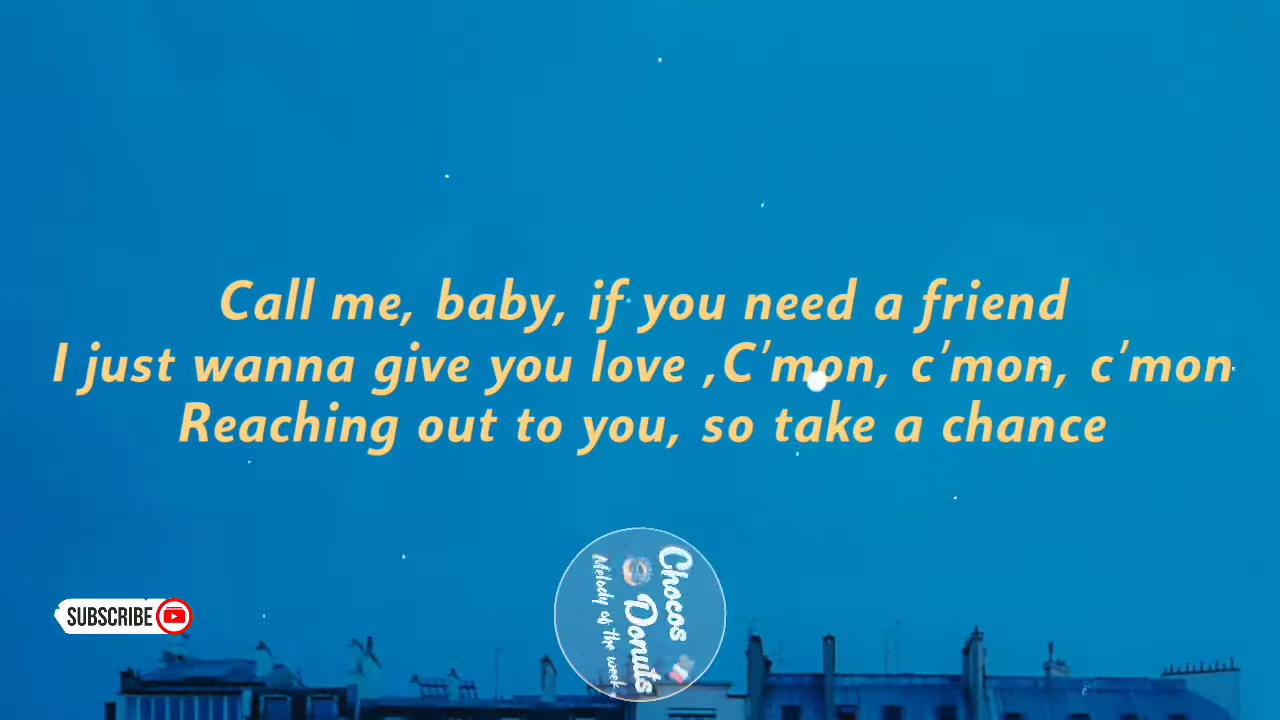 Call me, baby, if you need a friend
I just wanna give you love ,C'mon, c'mon, c'mon
Reaching out to you, so take a chance
Chocos
Donuts
Melody of the week
SUBSCRIBE